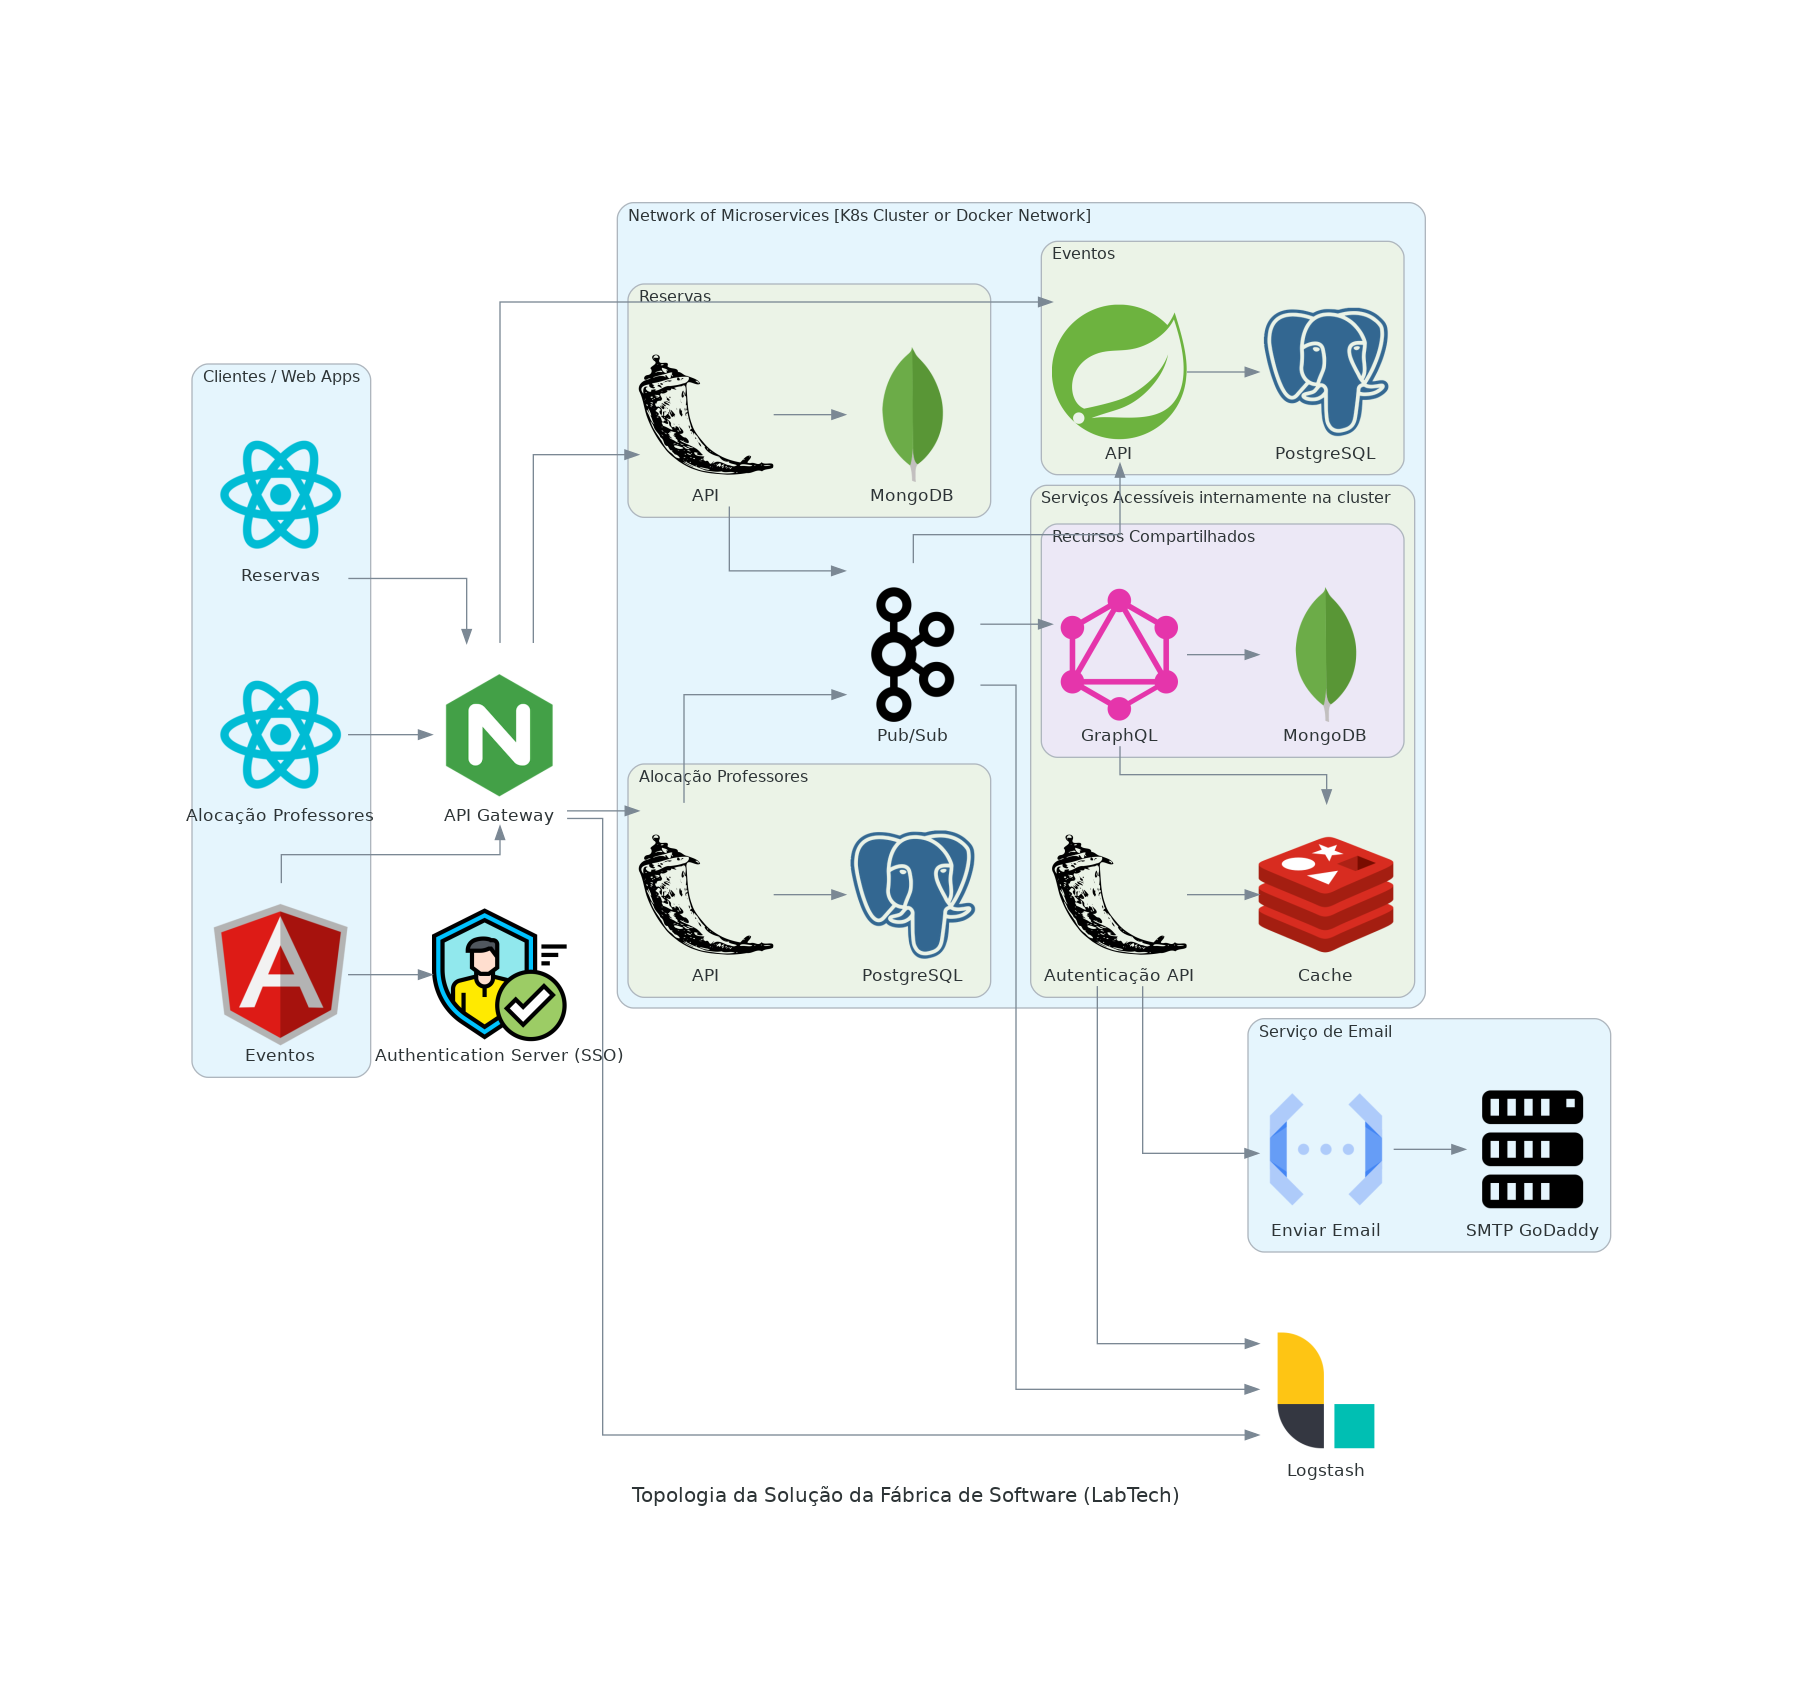 Network of Microservices [K8s Cluster or Docker Network]
Eventos
API
PostgreSQL
Reservas
API
MongoDB
Clientes / Web Apps
Reservas
Alocação Professores
Eventos
API Gateway
Authentication Server (SSO)
Pub/Sub
Serviços Acessíveis internamente na cluster
Recursos Compartilhados
GraphQL
MongoDB
Alocação Professores
API
PostgreSQL
Autenticação API
Cache
Serviço de Email
Enviar Email
SMTP GoDaddy
Logstash
Topologia da Solução da Fábrica de Software (LabTech)